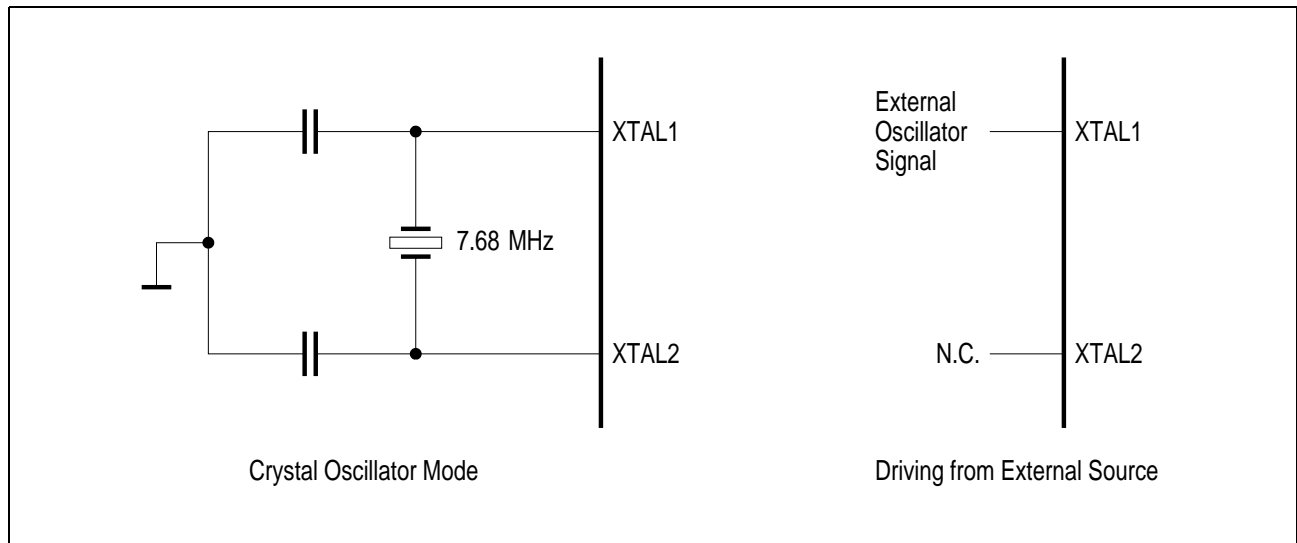 XTAL1
7.68 MHz
XTAL2
Crystal Oscillator Mode
External
Oscillator
Signal
XTAL1
N.C.
XTAL2
Driving from External Source